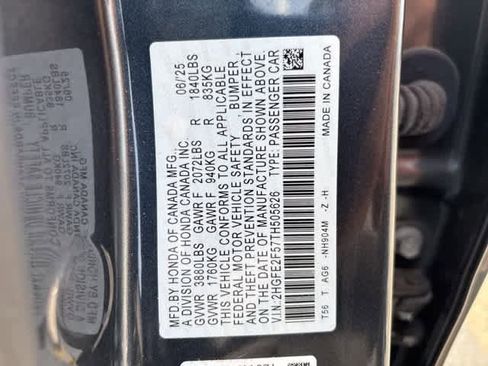 MFD.BY HONDA OF CANADA MFG. 06/25
A DIVISION OF HONDA CANADA INC.
GVWR 3880LBS GAWR F 2072LBS R 1840LBS
GVWR 1760KG GAWR F 940KG R 835KG
THIS VEHICLE CONFORMS TO ALL APPLICABLE
FEDERAL MOTOR VEHICLE SAFETY , BUMPER ,
AND THEFT PREVENTION STANDARDS IN EFFECT
ON THE DATE OF MANUFACTURE SHOWN ABOVE.
VIN:2HGFE2F57TH505626 TYPE: PASSENGER CAR
T56 T AG6 -NH904M -Z -H MADE IN CANADA